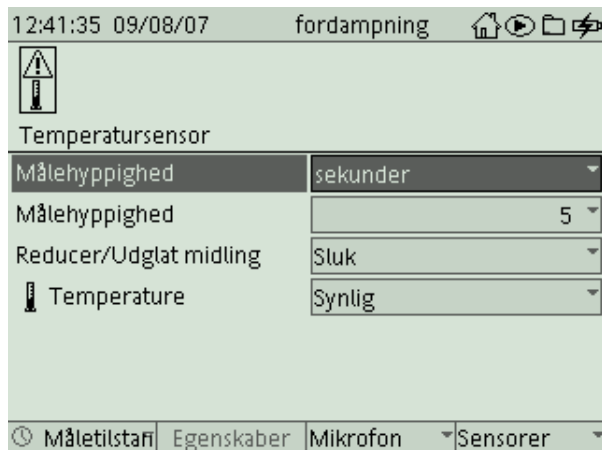 12:41:35 09/08/07 fordampning
Temperatursensor
Målehyppighed sekunder
Målehyppighed 5
Reducer/Udglat midling Sluk
Temperature Synlig
Egenskaber Mikrofon Sensorer